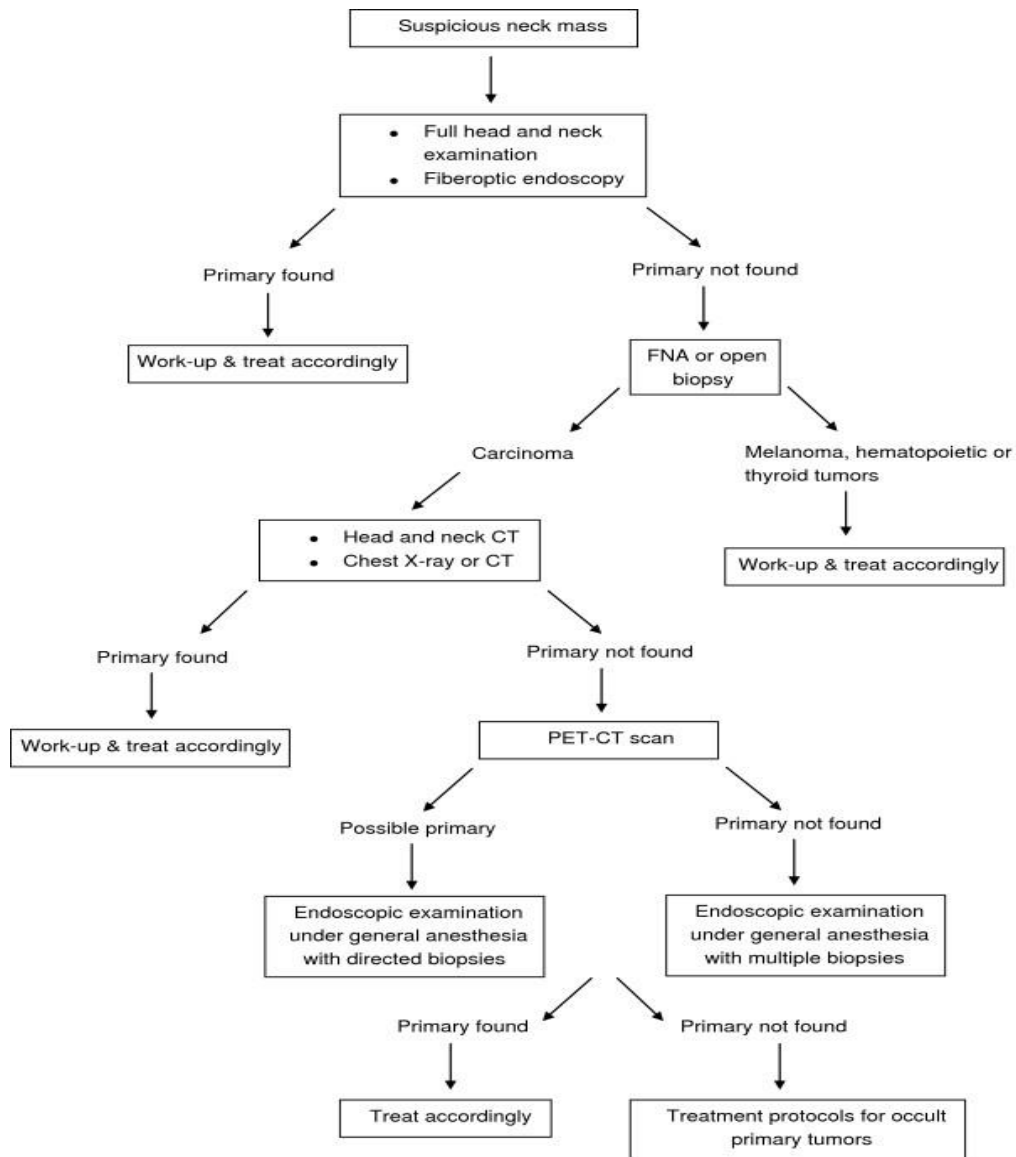 Suspicious neck mass
• Full head and neck
examination
• Fiberoptic endoscopy
Primary found
Primary not found
Work-up & treat accordingly
FNA or open
biopsy
Carcinoma
Melanoma, hematopoietic or
thyroid tumors
• Head and neck CT
• Chest X-ray or CT
Work-up & treat accordingly
Primary found
Primary not found
Work-up & treat accordingly
PET-CT scan
Possible primary
Primary not found
Endoscopic examination
under general anesthesia
with directed biopsies
Endoscopic examination
under general anesthesia
with multiple biopsies
Primary found
Primary not found
Treat accordingly
Treatment protocols for occult
primary tumors